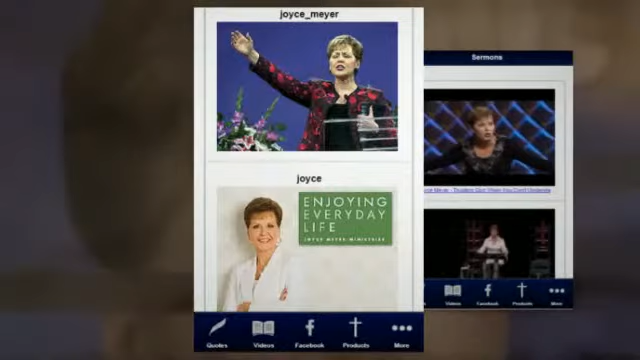 joyce_meyer
joyce
ENJOYING
EVERYDAY
LIFE
JOYCE MEYER MINISTRIES
Quotes
Videos
Facebook
Products
More
Sermons
Videos
Facebook
Products
More